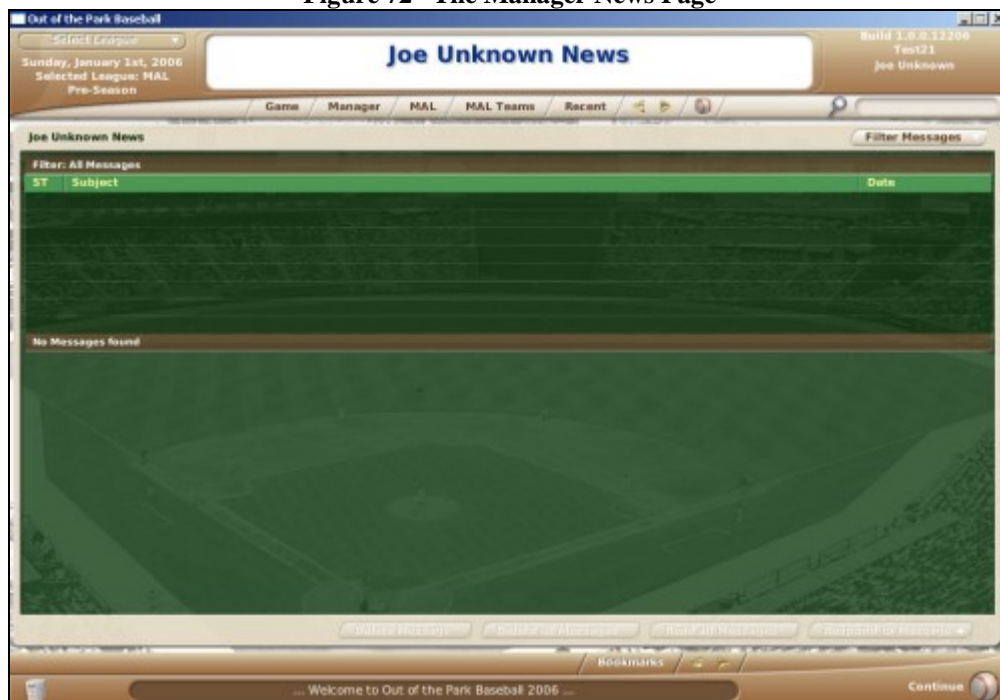 Figure 72 - The Manager News Page
Out of the Park Baseball
Select League
Sunday, January 1st, 2006
Selected League: MAL
Pre-Season
Joe Unknown News
Build 1.0.0.12206
Test21
Joe Unknown
Game
Manager
MAL
MAL Teams
Recent
Joe Unknown News
Filter Messages
Filter: All Messages
ST
Subject
Date
No Messages found
Bookmarks
... Welcome to Out of the Park Baseball 2006 ...
Continue